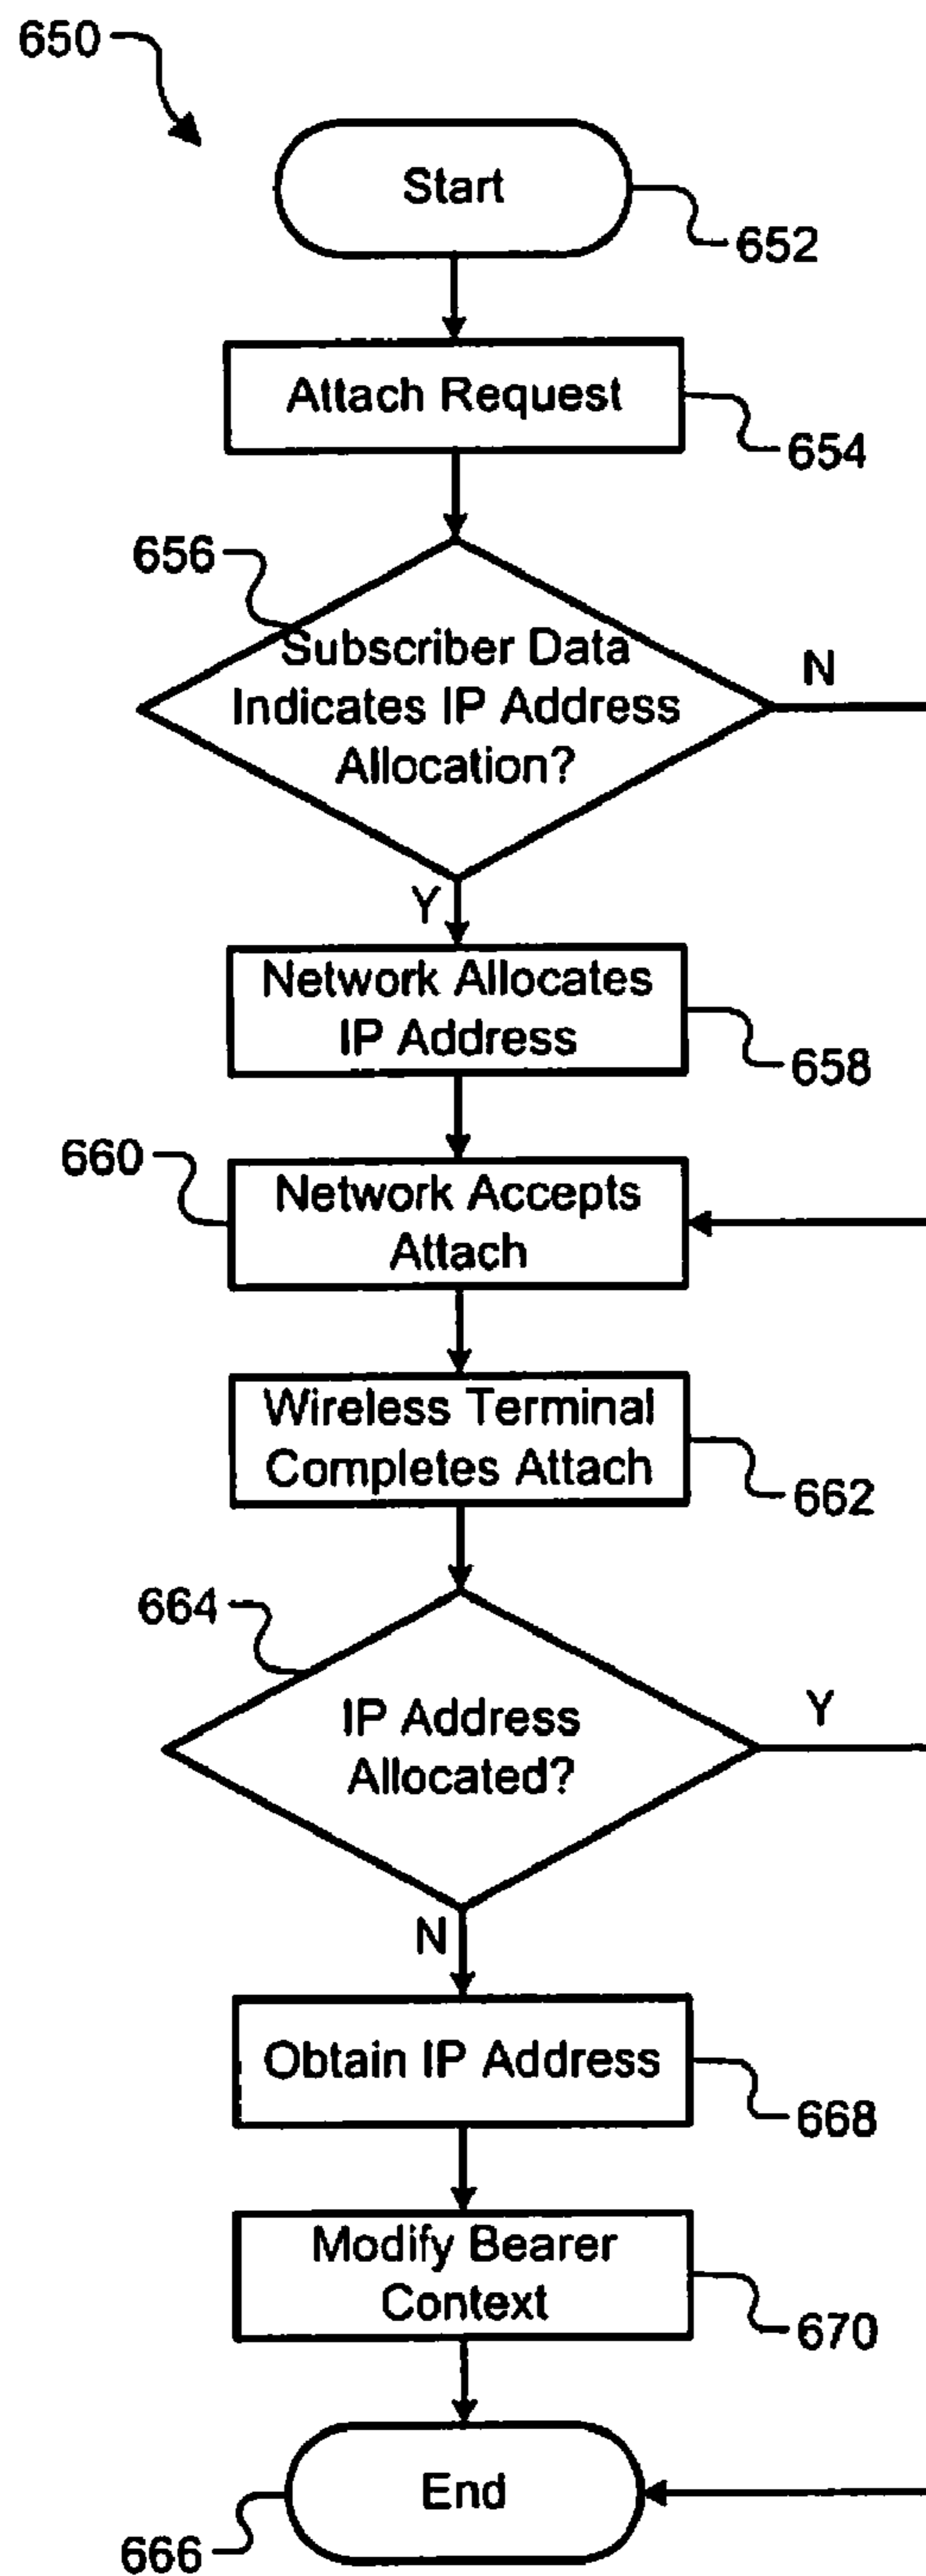 650
Start
652
Attach Request
654
656
Subscriber Data
Indicates IP Address
Allocation?
N
Y
Network Allocates
IP Address
658
660
Network Accepts
Attach
Wireless Terminal
Completes Attach
662
664
IP Address
Allocated?
Y
N
Obtain IP Address
668
Modify Bearer
Context
670
End
666